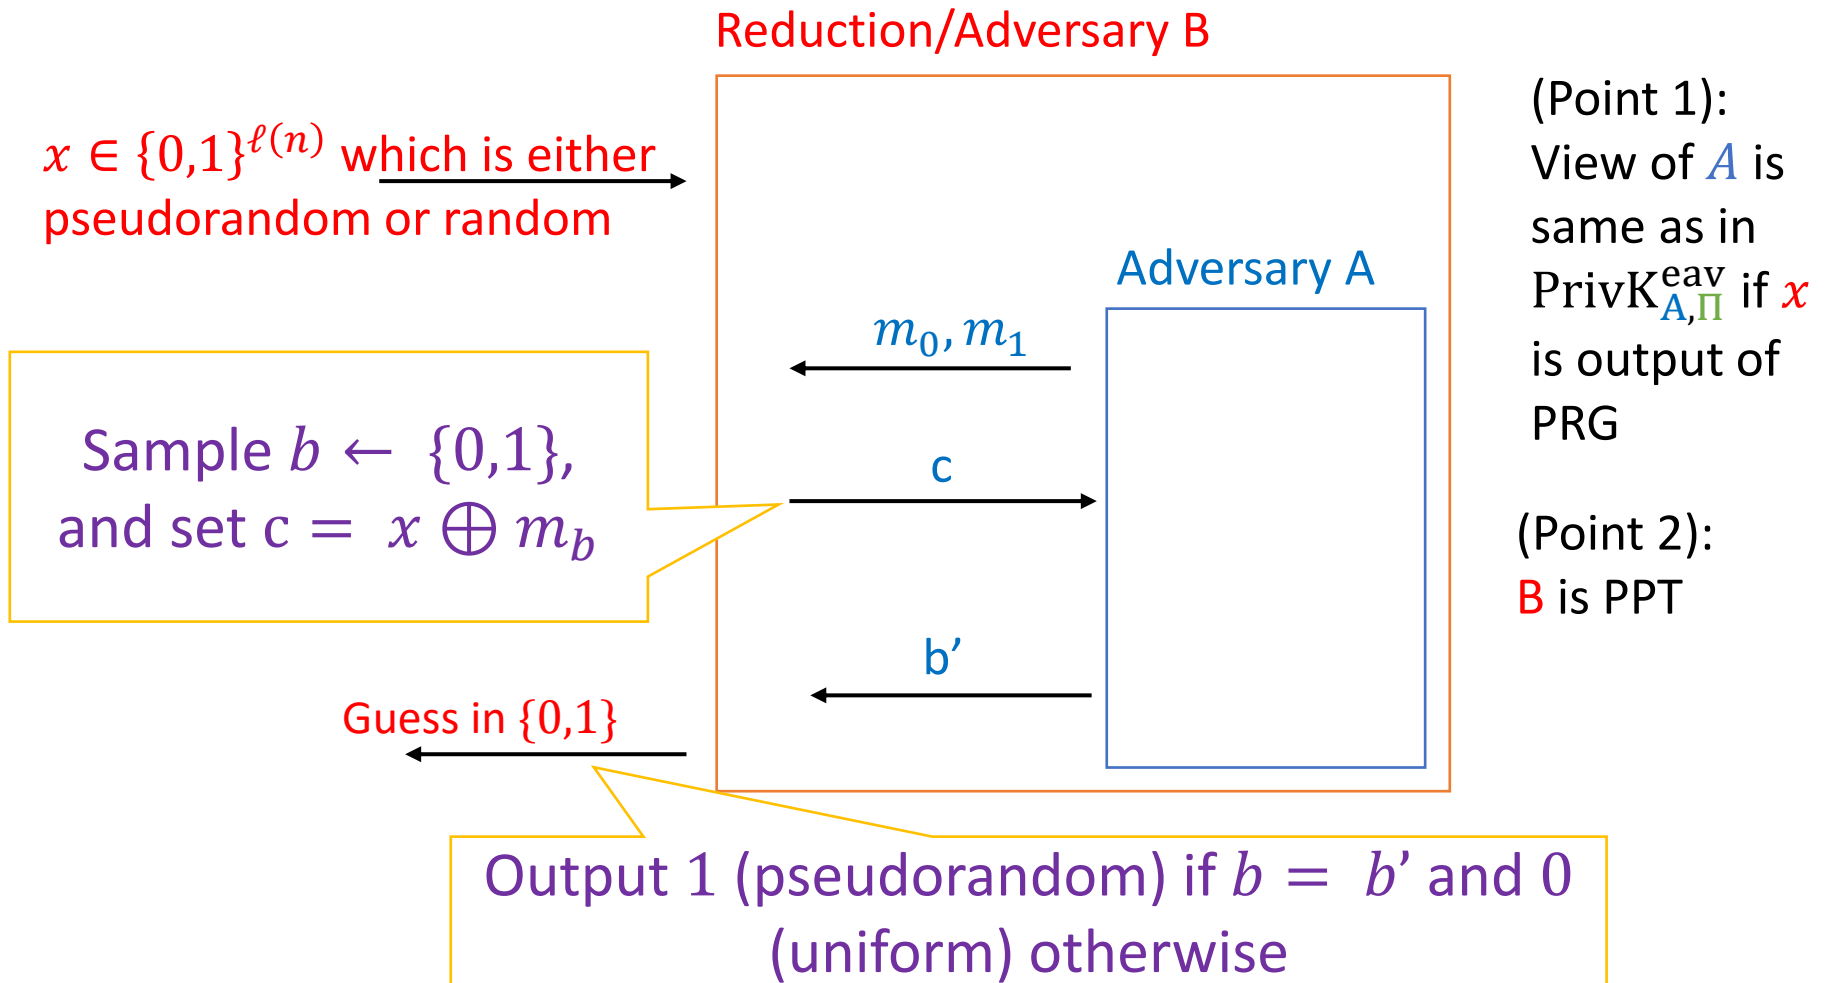 Reduction/Adversary B
x ∈ {0,1}^ℓ(n) which is either
pseudorandom or random
(Point 1):
View of A is
same as in
PrivK^eav_A,Π if x
is output of
PRG
Adversary A
m₀, m₁
Sample b ← {0,1},
and set c = x ⊕ m_b
c
(Point 2):
B is PPT
b’
Guess in {0,1}
Output 1 (pseudorandom) if b = b’ and 0
(uniform) otherwise